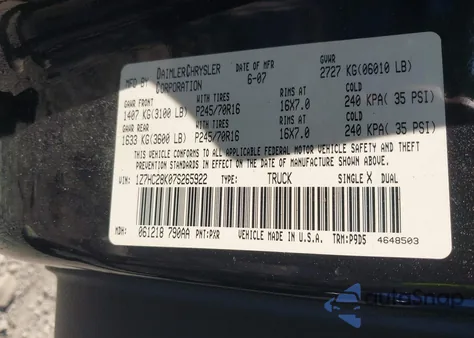 MFD BY DAIMLERCHRYSLER CORPORATION DATE OF MFR 6-07 GVWR 2727 KG(06010 LB)
GAWR FRONT WITH TIRES RIMS AT COLD
1407 KG(3100 LB) P245/70R16 16X7.0 240 KPA( 35 PSI)
GAWR REAR WITH TIRES RIMS AT COLD
1633 KG(3600 LB) P245/70R16 16X7.0 240 KPA( 35 PSI)
THIS VEHICLE CONFORMS TO ALL APPLICABLE FEDERAL MOTOR VEHICLE SAFETY AND
THEFT PREVENTION STANDARDS IN EFFECT ON THE
DATE OF MANUFACTURE SHOWN ABOVE.
VIN: 1Z7HC28K07S265922 TYPE: TRUCK SINGLE X DUAL
MDH: 061218 790AA PNT:PXR VEHICLE MADE IN U.S.A. TRM:P9D5 4648503
AutoSnap